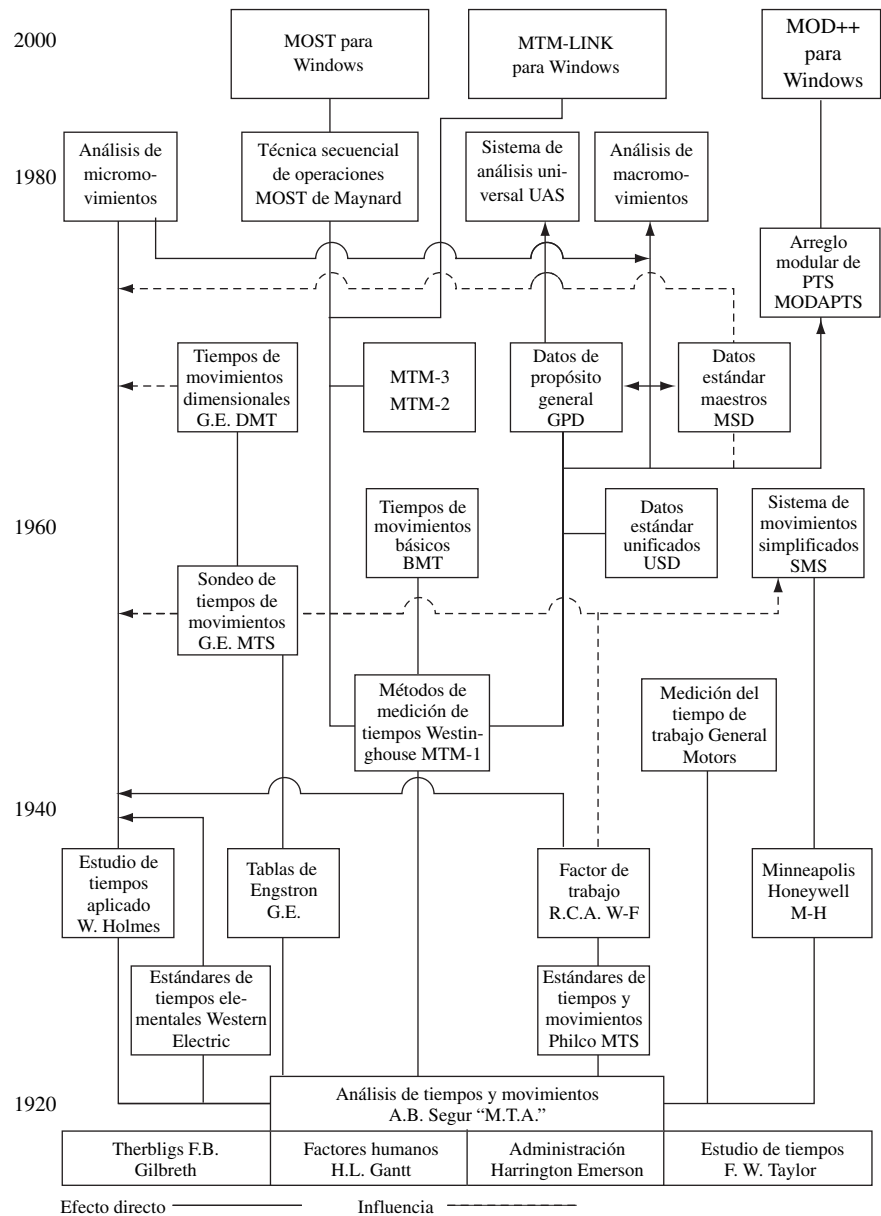 2000
MOST para
Windows
MTM-LINK
para Windows
MOD++
para
Windows
1980
Análisis de
micromo-
vimientos
Técnica secuencial
de operaciones
MOST de Maynard
Sistema de
análisis uni-
versal UAS
Análisis de
macromo-
vimientos
Arreglo
modular de
PTS
MODAPTS
Tiempos de
movimientos
dimensionales
G.E. DMT
MTM-3
MTM-2
Datos de
propósito
general
GPD
Datos
estándar
maestros
MSD
1960
Tiempos de
movimientos
básicos
BMT
Datos
estándar
unificados
USD
Sistema de
movimientos
simplificados
SMS
Sondeo de
tiempos de
movimientos
G.E. MTS
Métodos de
medición de
tiempos Westin-
ghouse MTM-1
Medición del
tiempo de
trabajo General
Motors
1940
Estudio de
tiempos
aplicado
W. Holmes
Tablas de
Engstron
G.E.
Factor de
trabajo
R.C.A. W-F
Minneapolis
Honeywell
M-H
Estándares de
tiempos ele-
mentales Western
Electric
Estándares de
tiempos y
movimientos
Philco MTS
1920
Análisis de tiempos y movimientos
A.B. Segur “M.T.A.”
Therbligs F.B.
Gilbreth
Factores humanos
H.L. Gantt
Administración
Harrington Emerson
Estudio de tiempos
F. W. Taylor
Efecto directo
Influencia